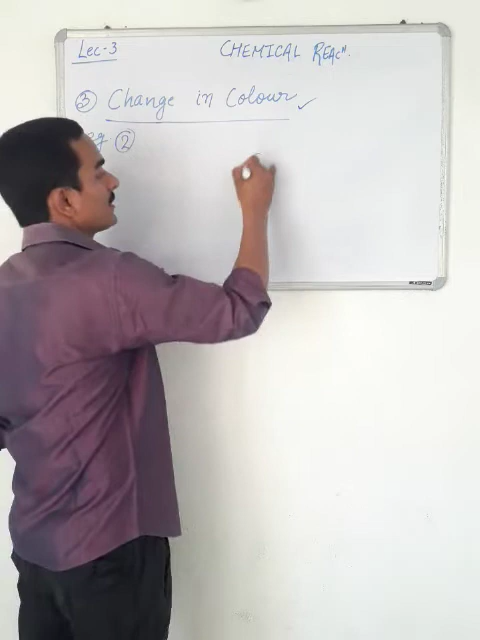 Lec-3
CHEMICAL REACⁿ.
③ Change in Colour ✓
eg ②